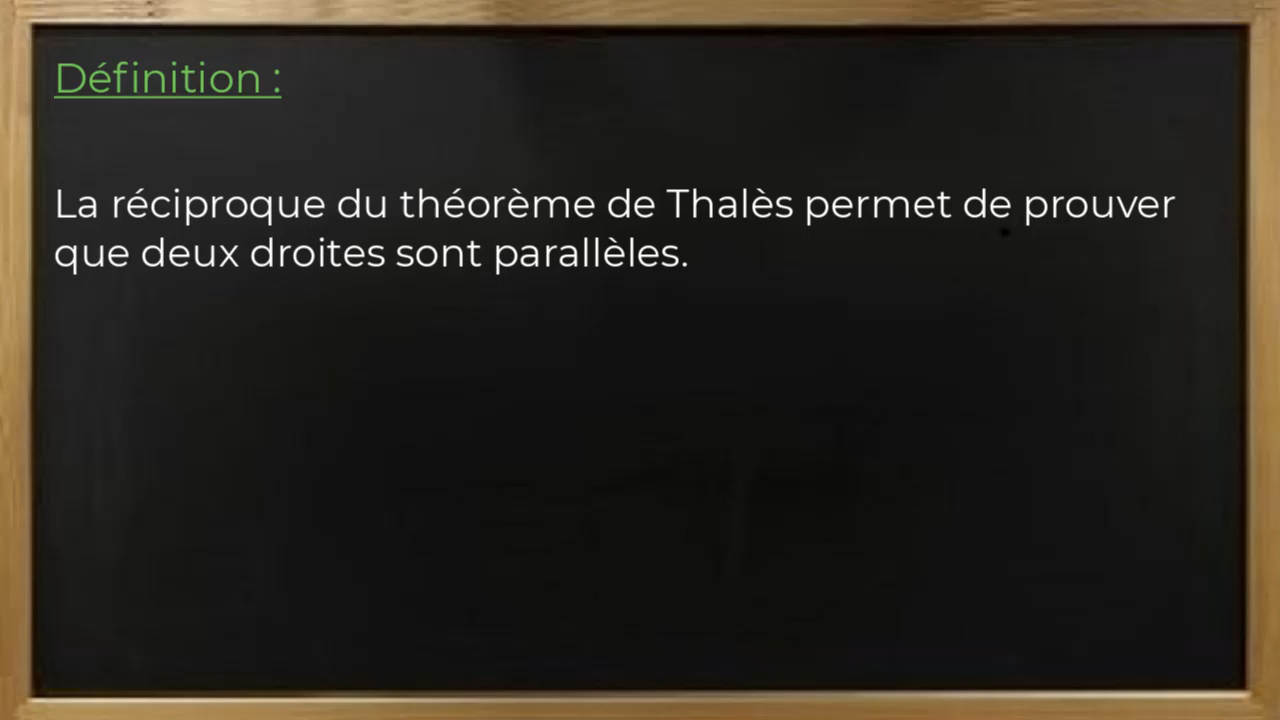 Définition :
La réciproque du théorème de Thalès permet de prouver
que deux droites sont parallèles.